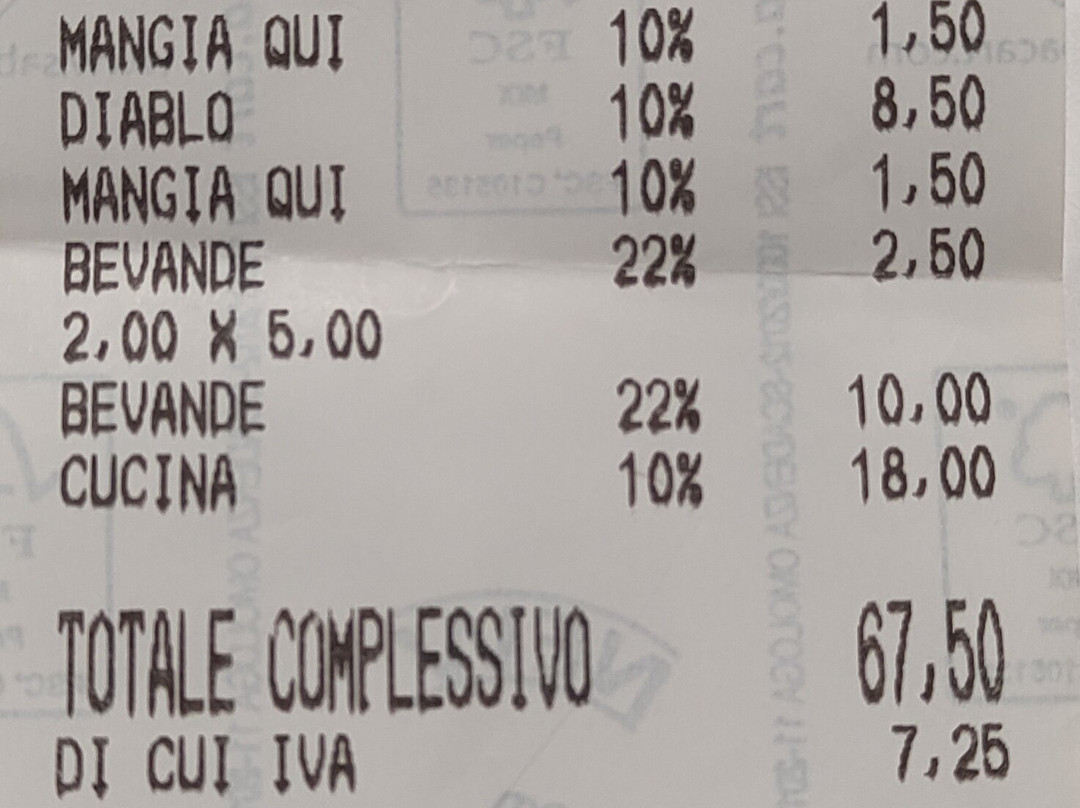 MANGIA QUI 10% 1,50
DIABLO 10% 8,50
MANGIA QUI 10% 1,50
BEVANDE 22% 2,50
2,00 X 5,00
BEVANDE 22% 10,00
CUCINA 10% 18,00
TOTALE COMPLESSIVO 67,50
DI CUI IVA 7,25